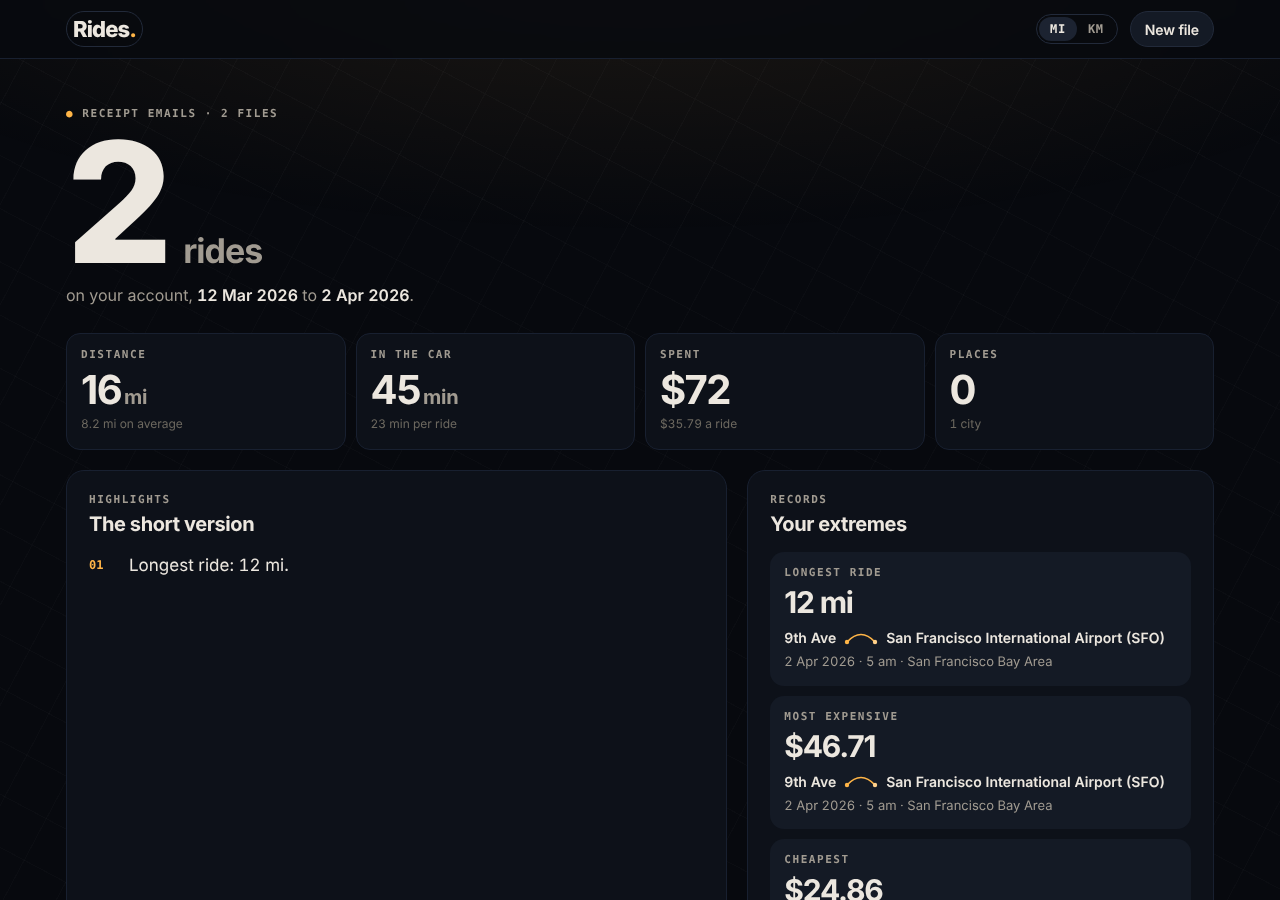 Rides.
MI KM
New file
RECEIPT EMAILS · 2 FILES
2 rides
on your account, 12 Mar 2026 to 2 Apr 2026.
DISTANCE
16 mi
8.2 mi on average
IN THE CAR
45 min
23 min per ride
SPENT
$72
$35.79 a ride
PLACES
0
1 city
HIGHLIGHTS
The short version
01 Longest ride: 12 mi.
RECORDS
Your extremes
LONGEST RIDE
12 mi
9th Ave San Francisco International Airport (SFO)
2 Apr 2026 · 5 am · San Francisco Bay Area
MOST EXPENSIVE
$46.71
9th Ave San Francisco International Airport (SFO)
2 Apr 2026 · 5 am · San Francisco Bay Area
CHEAPEST
$24.86